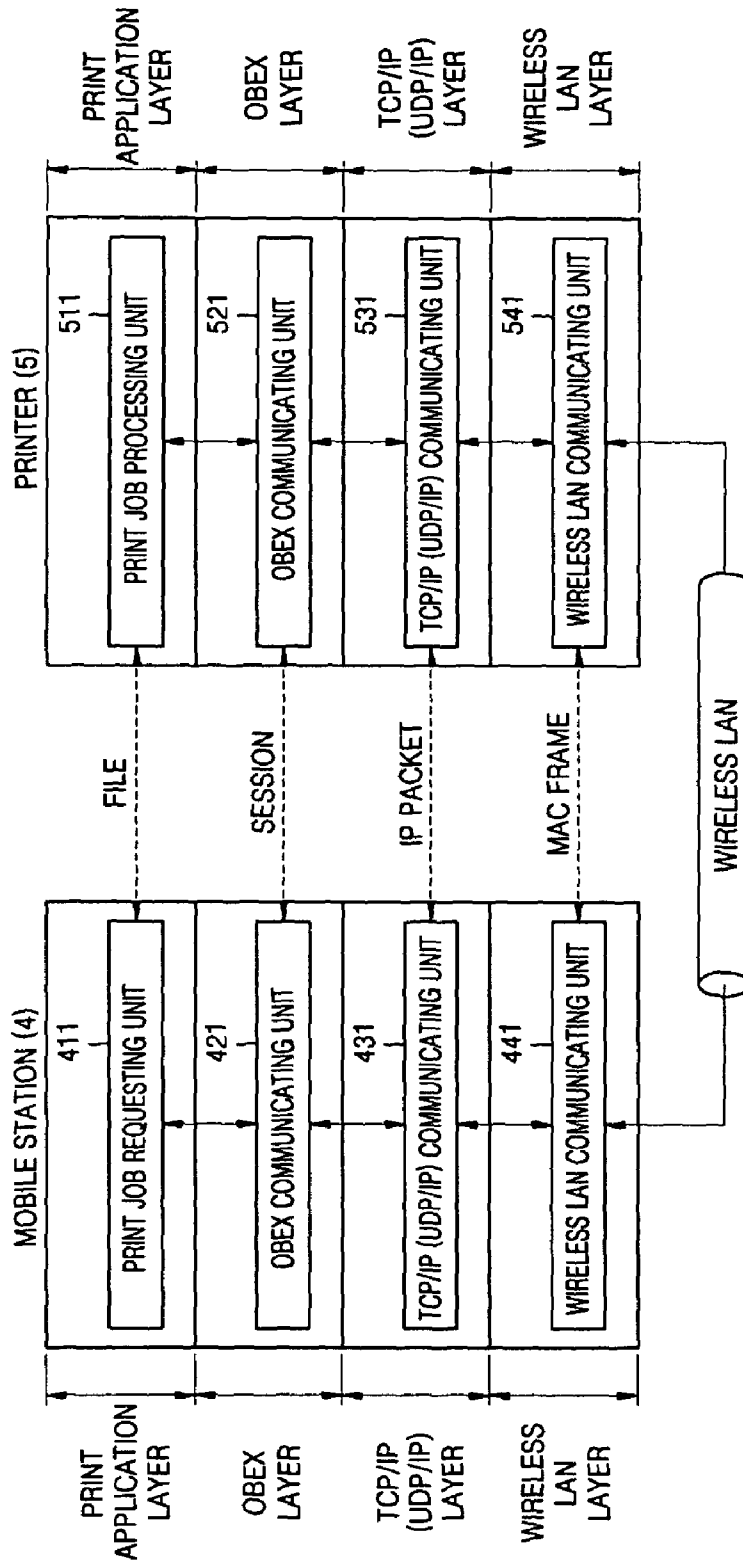 MOBILE STATION (4)
PRINTER (5)
PRINT
APPLICATION
LAYER
411
PRINT JOB REQUESTING UNIT
FILE
511
PRINT JOB PROCESSING UNIT
PRINT
APPLICATION
LAYER
OBEX
LAYER
421
OBEX COMMUNICATING UNIT
SESSION
521
OBEX COMMUNICATING UNIT
OBEX
LAYER
TCP/IP
(UDP/IP)
LAYER
431
TCP/IP (UDP/IP) COMMUNICATING UNIT
IP PACKET
531
TCP/IP (UDP/IP) COMMUNICATING UNIT
TCP/IP
(UDP/IP)
LAYER
WIRELESS
LAN
LAYER
441
WIRELESS LAN COMMUNICATING UNIT
MAC FRAME
541
WIRELESS LAN COMMUNICATING UNIT
WIRELESS
LAN
LAYER
WIRELESS LAN